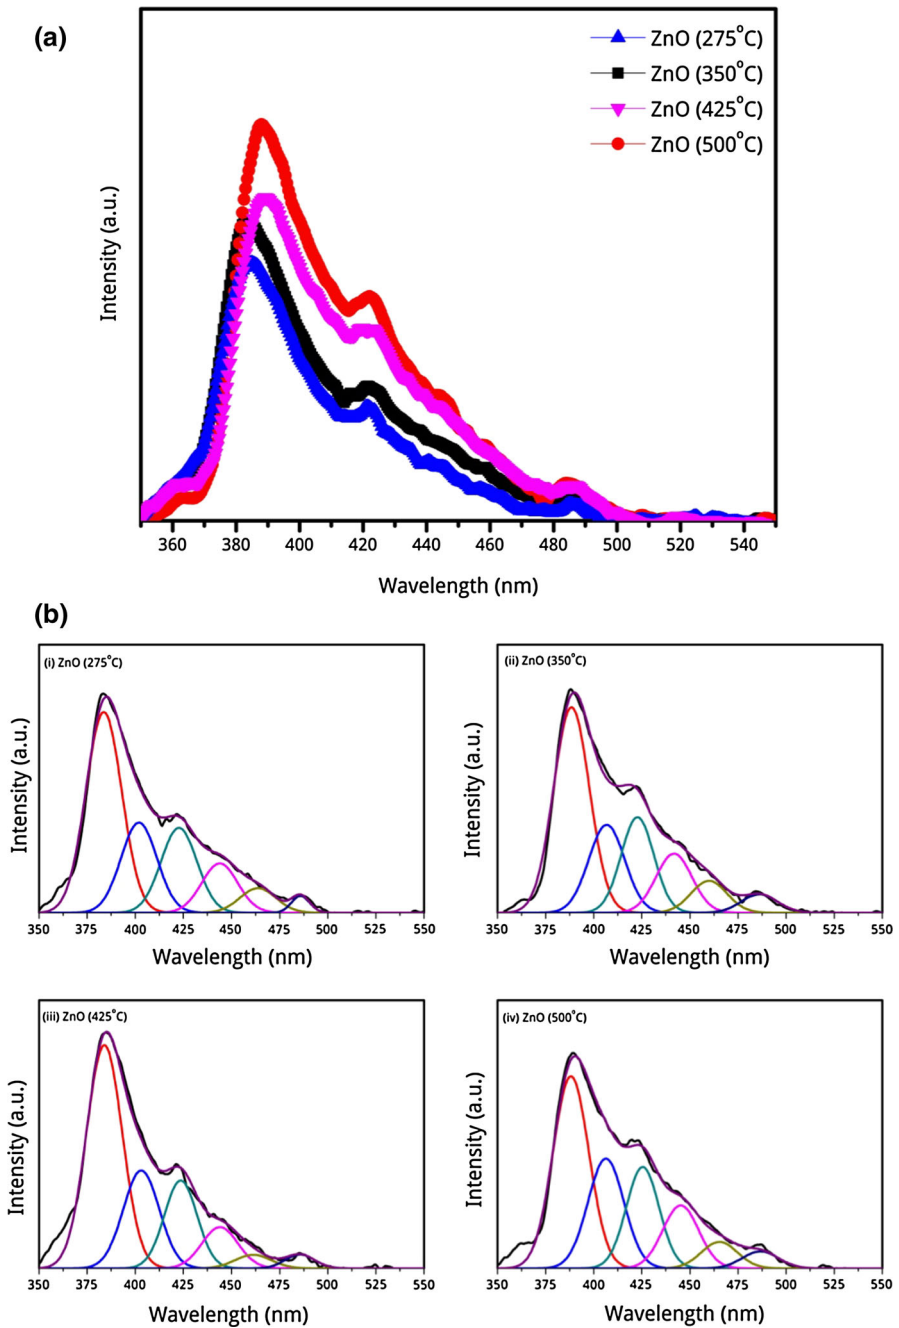 (a)
ZnO (275°C)
ZnO (350°C)
ZnO (425°C)
ZnO (500°C)
Intensity (a.u.)
360 380 400 420 440 460 480 500 520 540
Wavelength (nm)
(b)
(i) ZnO (275°C)
Intensity (a.u.)
350 375 400 425 450 475 500 525 550
Wavelength (nm)
(ii) ZnO (350°C)
Intensity (a.u.)
350 375 400 425 450 475 500 525 550
Wavelength (nm)
(iii) ZnO (425°C)
Intensity (a.u.)
350 375 400 425 450 475 500 525 550
Wavelength (nm)
(iv) ZnO (500°C)
Intensity (a.u.)
350 375 400 425 450 475 500 525 550
Wavelength (nm)